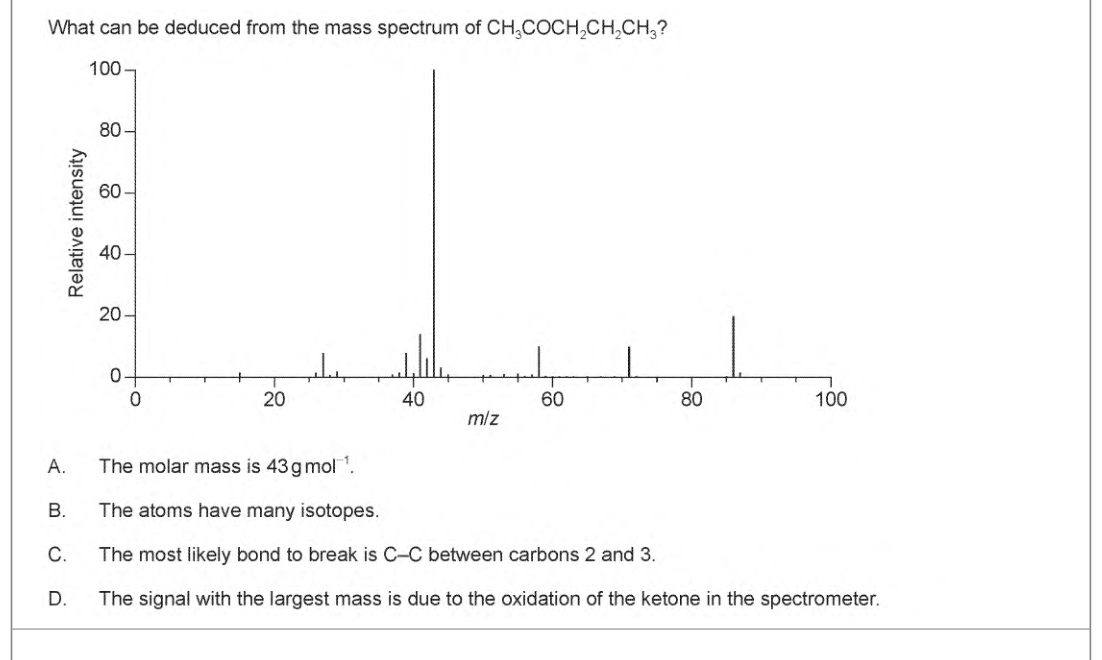 What can be deduced from the mass spectrum of CH₃COCH₂CH₂CH₃?
100
80
60
40
20
0
Relative intensity
0 20 40 60 80 100
m/z
A. The molar mass is 43 g mol⁻¹.
B. The atoms have many isotopes.
C. The most likely bond to break is C–C between carbons 2 and 3.
D. The signal with the largest mass is due to the oxidation of the ketone in the spectrometer.